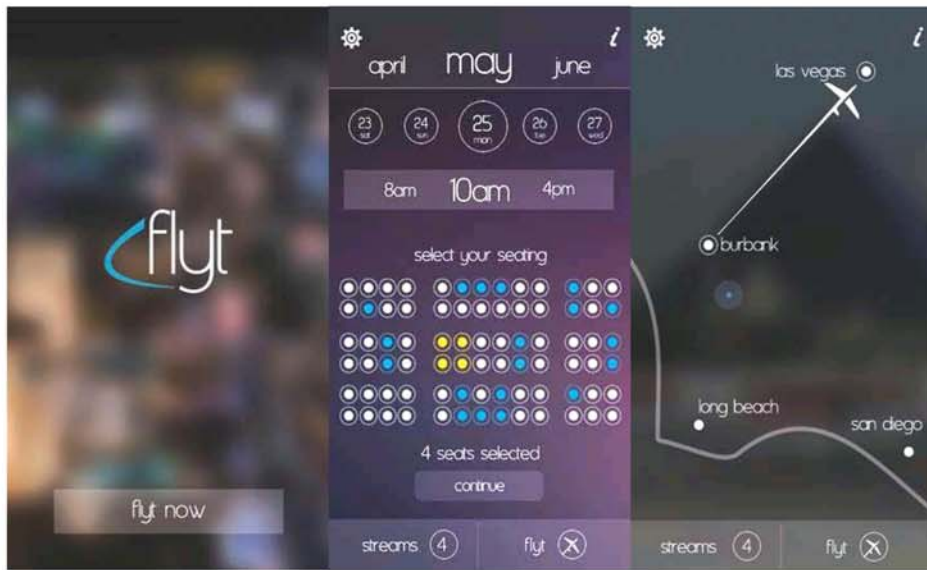 flyt
flyt now
i
april may june
23 sat 24 sun 25 mon 26 tue 27 wed
8am 10am 4pm
select your seating
4 seats selected
continue
streams 4 flyt
i
las vegas
burbank
long beach
san diego
streams 4 flyt